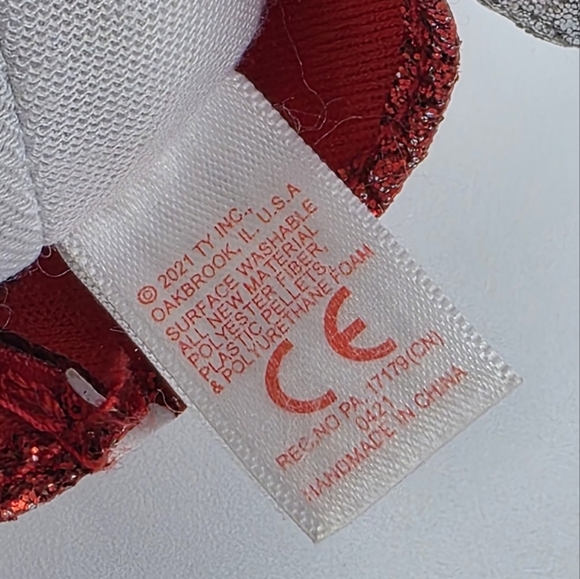 © 2021 TY INC.,
OAKBROOK, IL. U.S.A
SURFACE WASHABLE
ALL NEW MATERIAL
POLYESTER FIBER,
PLASTIC PELLETS,
& POLYURETHANE FOAM
CE
REG.NO PA. 17179(CN)
0421
HANDMADE IN CHINA